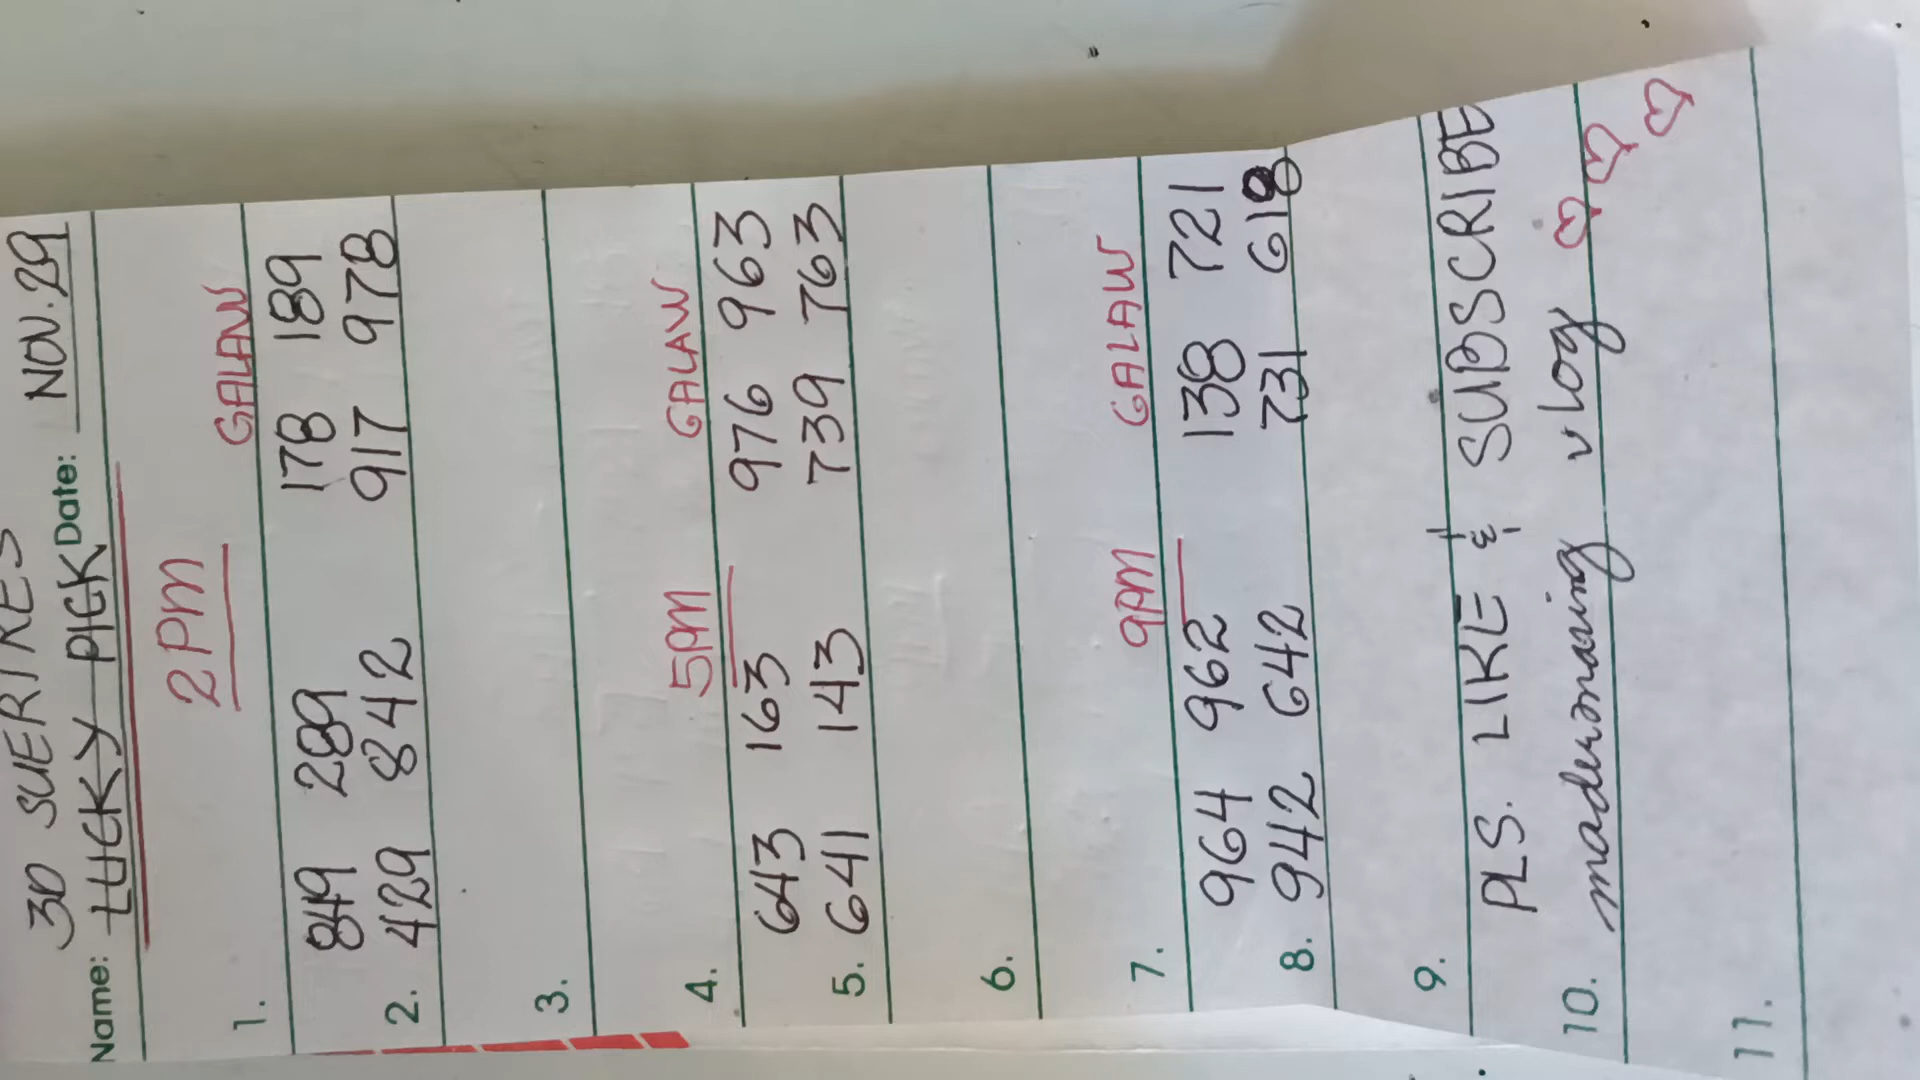 3D SUERTRES
Name: LUCKY PICK Date: NOV. 29
2PM GALAW
1.
849 289 178 189
2. 429 842 917 978
3.
5PM GALAW
4.
643 163 976 963
5. 641 143 739 763
6.
9PM GALAW
7.
964 962 138 721
8. 942 642 731 618
9.
PLS. LIKE & SUBSCRIBE
10. madermaing vlog
11.